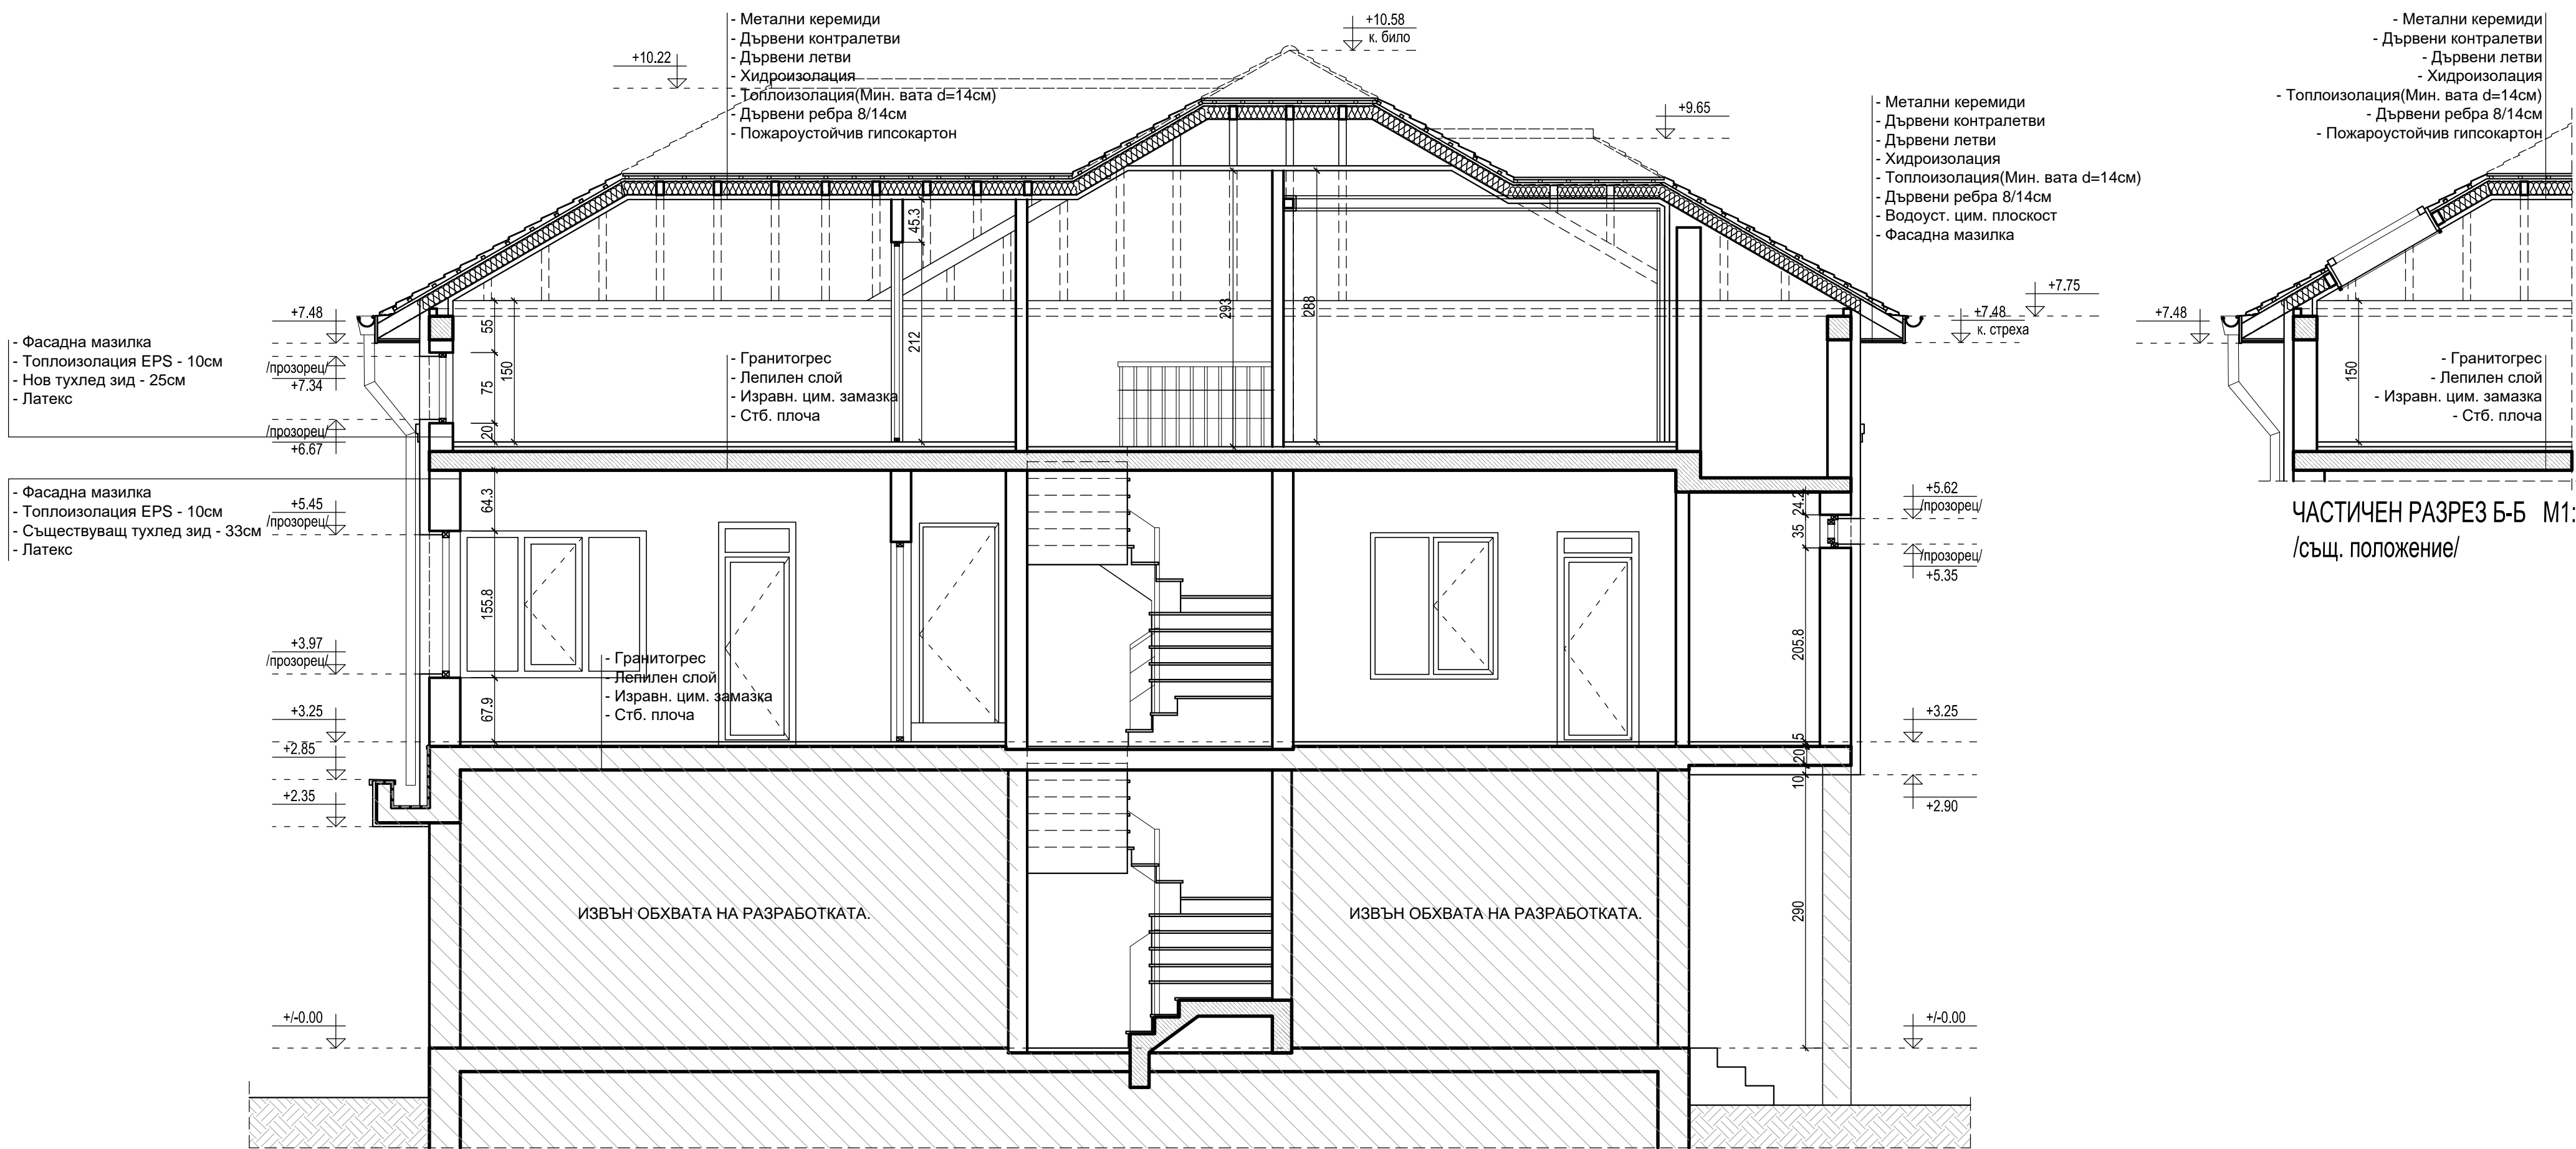 - Метални керемиди
- Дървени контралетви
- Дървени летви
- Хидроизолация
- Топлоизолация(Мин. вата d=14см)
- Дървени ребра 8/14см
- Пожароустойчив гипсокартон
+10.22
+10.58
к. било
+9.65
- Метални керемиди
- Дървени контралетви
- Дървени летви
- Хидроизолация
- Топлоизолация(Мин. вата d=14см)
- Дървени ребра 8/14см
- Водоуст. цим. плоскост
- Фасадна мазилка
- Метални керемиди
- Дървени контралетви
- Дървени летви
- Хидроизолация
- Топлоизолация(Мин. вата d=14см)
- Дървени ребра 8/14см
- Пожароустойчив гипсокартон
+7.48
/прозорец/
+7.34
/прозорец/
+6.67
- Фасадна мазилка
- Топлоизолация EPS - 10см
- Нов тухлед зид - 25см
- Латекс
- Фасадна мазилка
- Топлоизолация EPS - 10см
- Съществуващ тухлед зид - 33см
- Латекс
+5.45
/прозорец/
+3.97
/прозорец/
+3.25
+2.85
+2.35
+/-0.00
55
75
20
150
45.3
212
293
288
- Гранитогрес
- Лепилен слой
- Изравн. цим. замазка
- Стб. плоча
64.3
155.8
67.9
- Гранитогрес
- Лепилен слой
- Изравн. цим. замазка
- Стб. плоча
24.2
35
205.8
5
20
10
290
+7.75
+7.48
к. стреха
+5.62
/прозорец/
/прозорец/
+5.35
+3.25
+2.90
+/-0.00
ИЗВЪН ОБХВАТА НА РАЗРАБОТКАТА.
ИЗВЪН ОБХВАТА НА РАЗРАБОТКАТА.
+7.48
150
- Гранитогрес
- Лепилен слой
- Изравн. цим. замазка
- Стб. плоча
ЧАСТИЧЕН РАЗРЕЗ Б-Б М1:
/същ. положение/